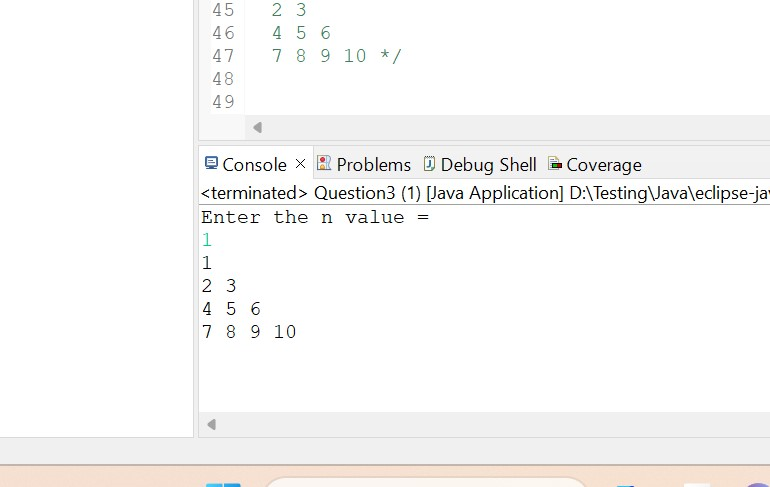 45 2 3
46 4 5 6
47 7 8 9 10 */
48
49
Console Problems Debug Shell Coverage
<terminated> Question3 (1) [Java Application] D:\Testing\Java\eclipse-ja
Enter the n value =
1
1
2 3
4 5 6
7 8 9 10